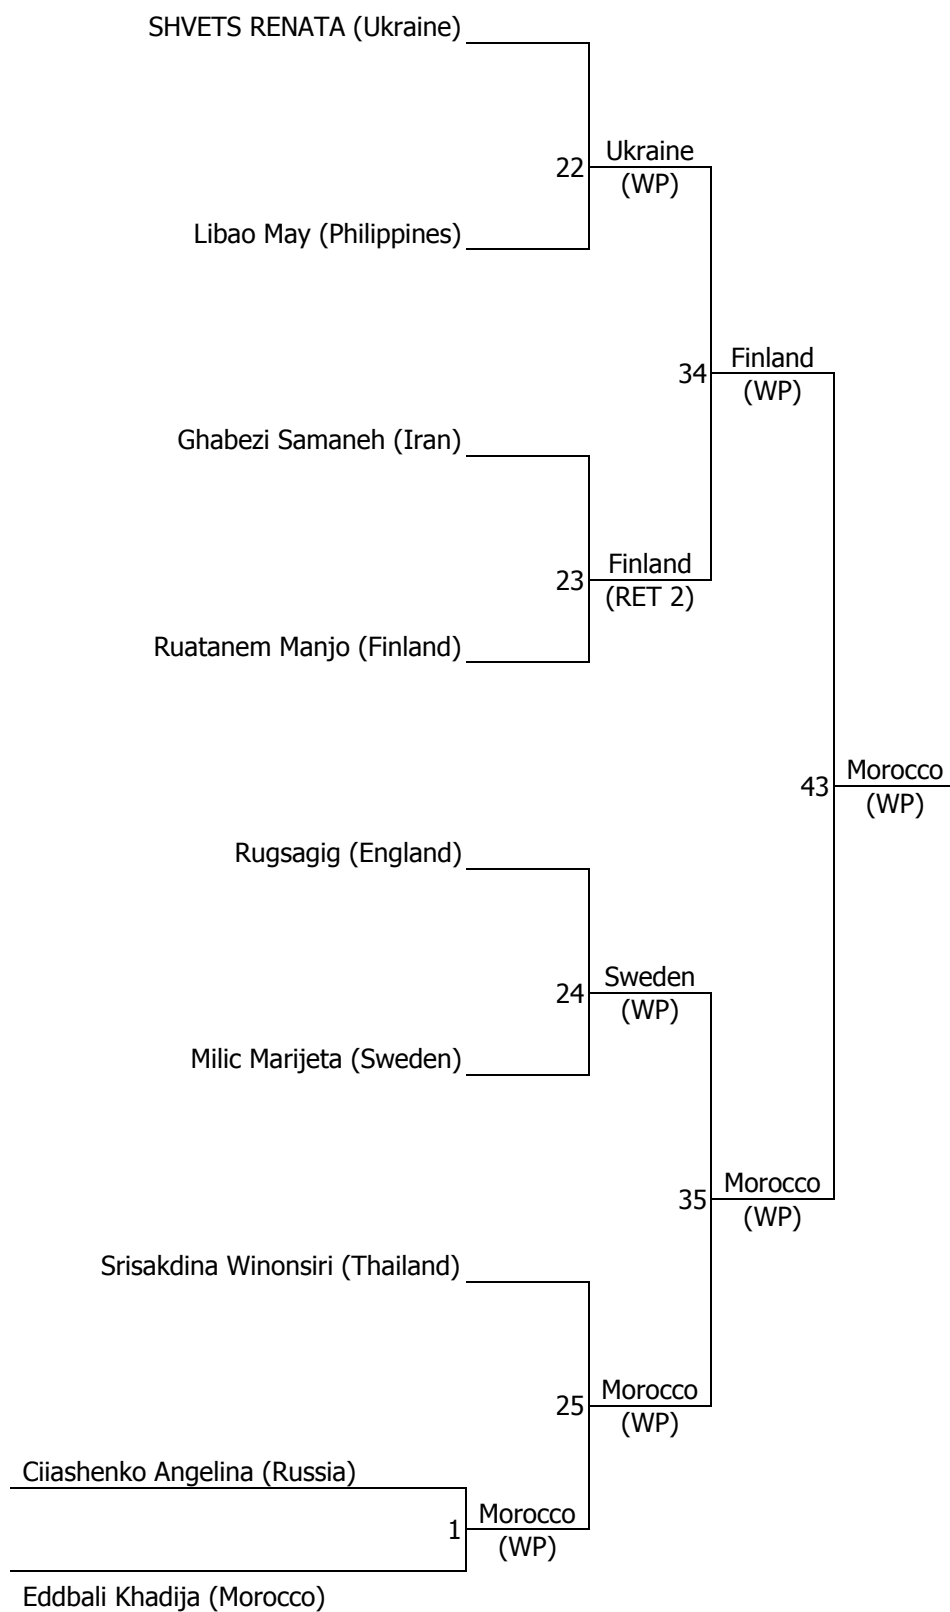 SHVETS RENATA (Ukraine)
22
Ukraine
(WP)
Libao May (Philippines)
34
Finland
(WP)
Ghabezi Samaneh (Iran)
23
Finland
(RET 2)
Ruatanem Manjo (Finland)
43
Morocco
(WP)
Rugsagig (England)
24
Sweden
(WP)
Milic Marijeta (Sweden)
35
Morocco
(WP)
Srisakdina Winonsiri (Thailand)
25
Morocco
(WP)
Ciiashenko Angelina (Russia)
1
Morocco
(WP)
Eddbali Khadija (Morocco)